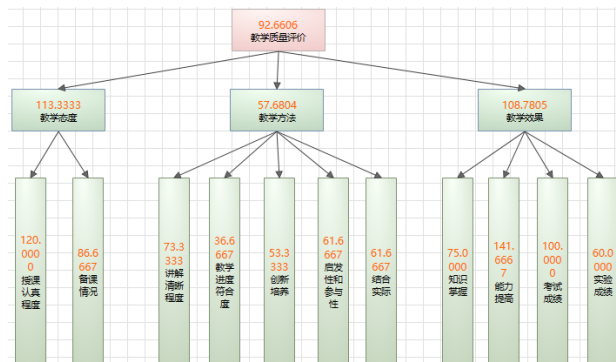 92.6606
教学质量评价
113.3333
教学态度
57.6804
教学方法
108.7805
教学效果
120.
000
0
授课
认真
程度
86.6
667
备课
情况
73.3
333
讲解
清晰
程度
36.6
667
教学
进度
符合
度
53.3
333
创新
培养
61.6
667
启发
性和
参与
性
61.6
667
结合
实际
75.0
000
知识
掌握
141.
666
7
能力
提高
100.
000
0
考试
成绩
60.0
000
实验
成绩